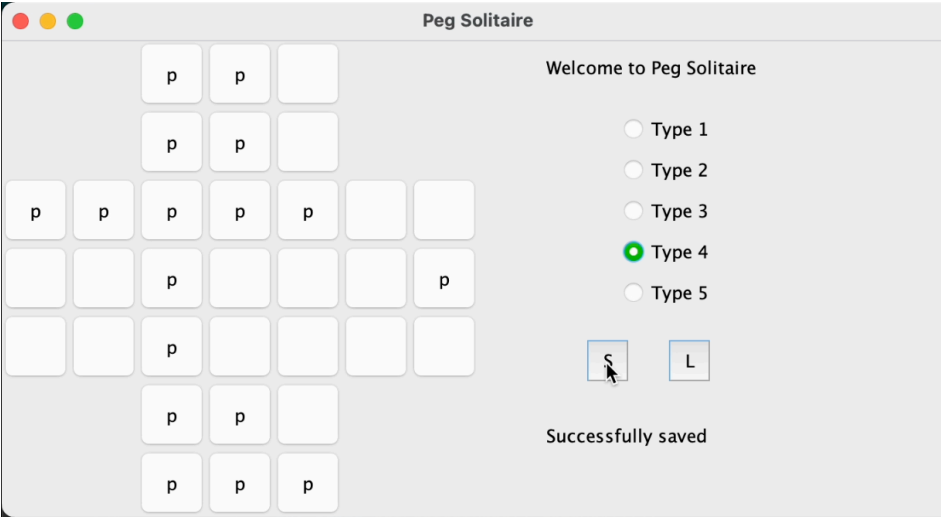 Peg Solitaire
p p
Welcome to Peg Solitaire
p p
Type 1
Type 2
p p p p p
Type 3
Type 4
p p
Type 5
p
S L
p p
Successfully saved
p p p